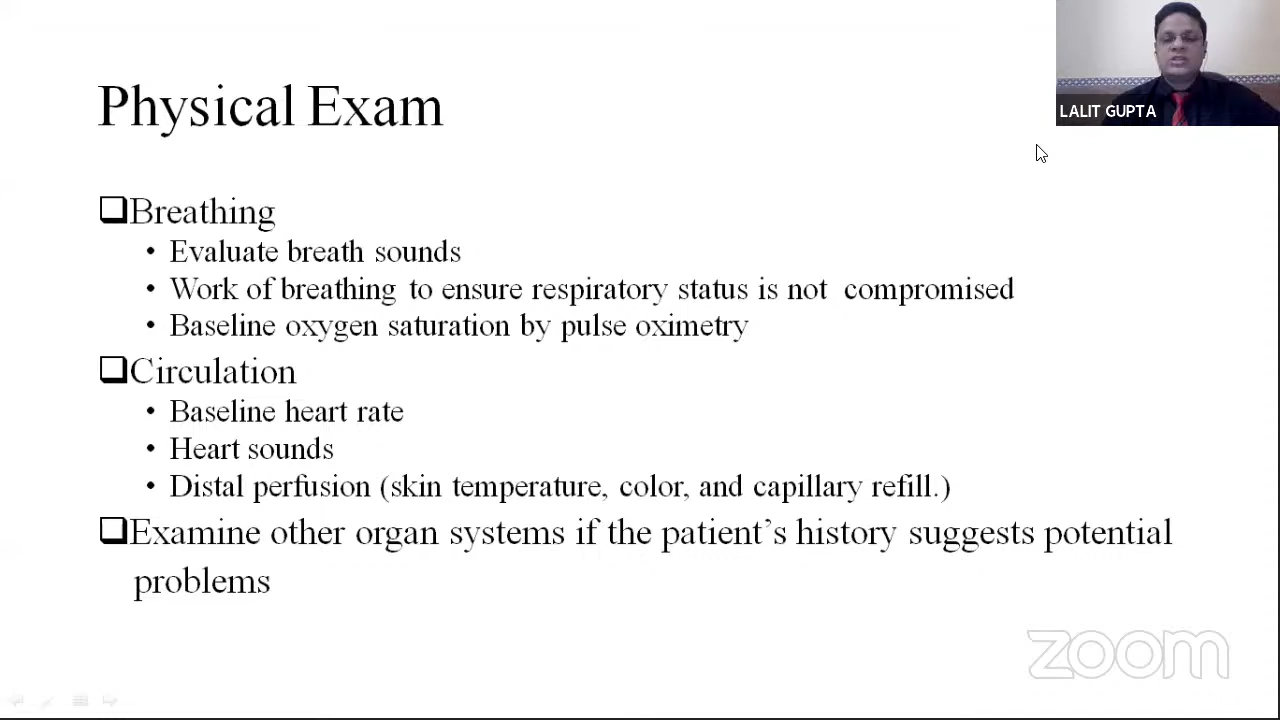 LALIT GUPTA
Physical Exam
Breathing
• Evaluate breath sounds
• Work of breathing to ensure respiratory status is not compromised
• Baseline oxygen saturation by pulse oximetry
Circulation
• Baseline heart rate
• Heart sounds
• Distal perfusion (skin temperature, color, and capillary refill.)
Examine other organ systems if the patient’s history suggests potential
problems
zoom